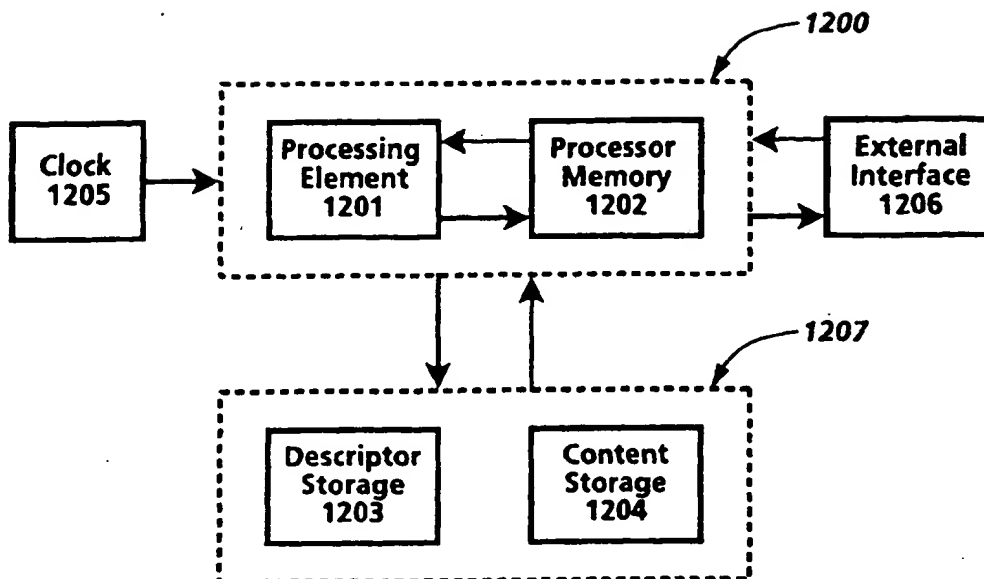 1200
Clock
1205
Processing
Element
1201
Processor
Memory
1202
External
Interface
1206
1207
Descriptor
Storage
1203
Content
Storage
1204